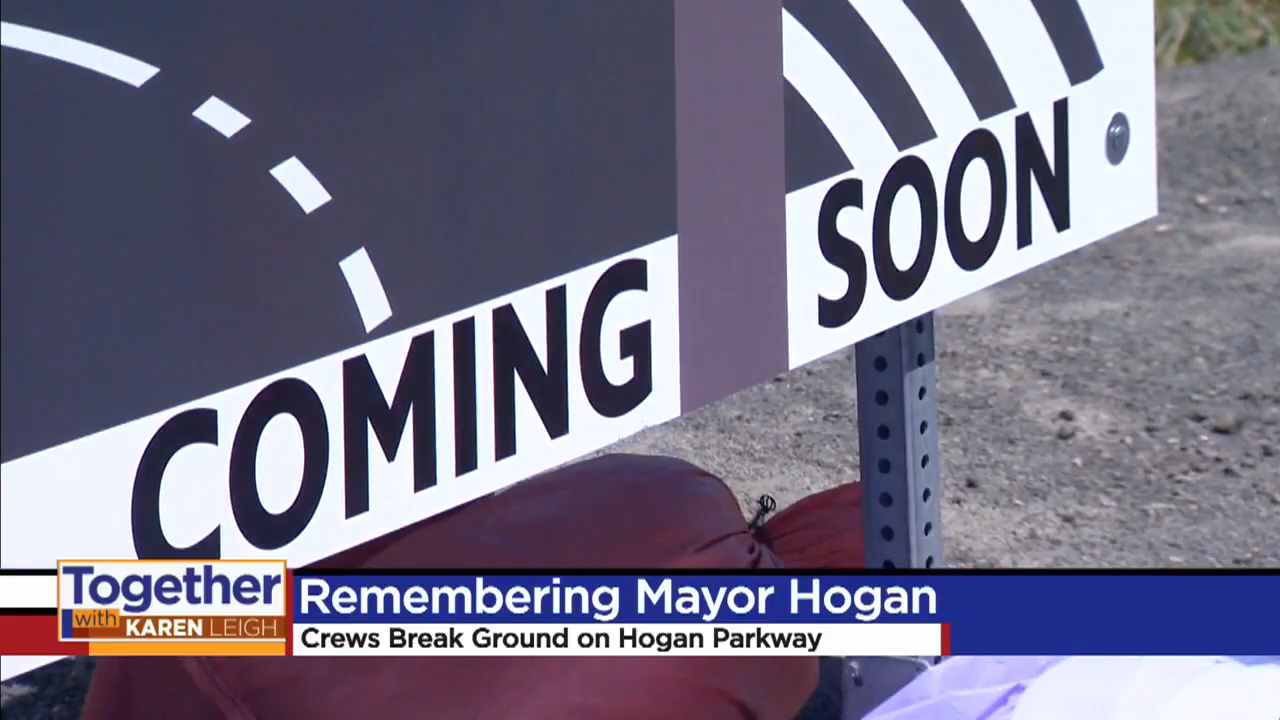 COMING SOON
Together
with KAREN LEIGH
Remembering Mayor Hogan
Crews Break Ground on Hogan Parkway